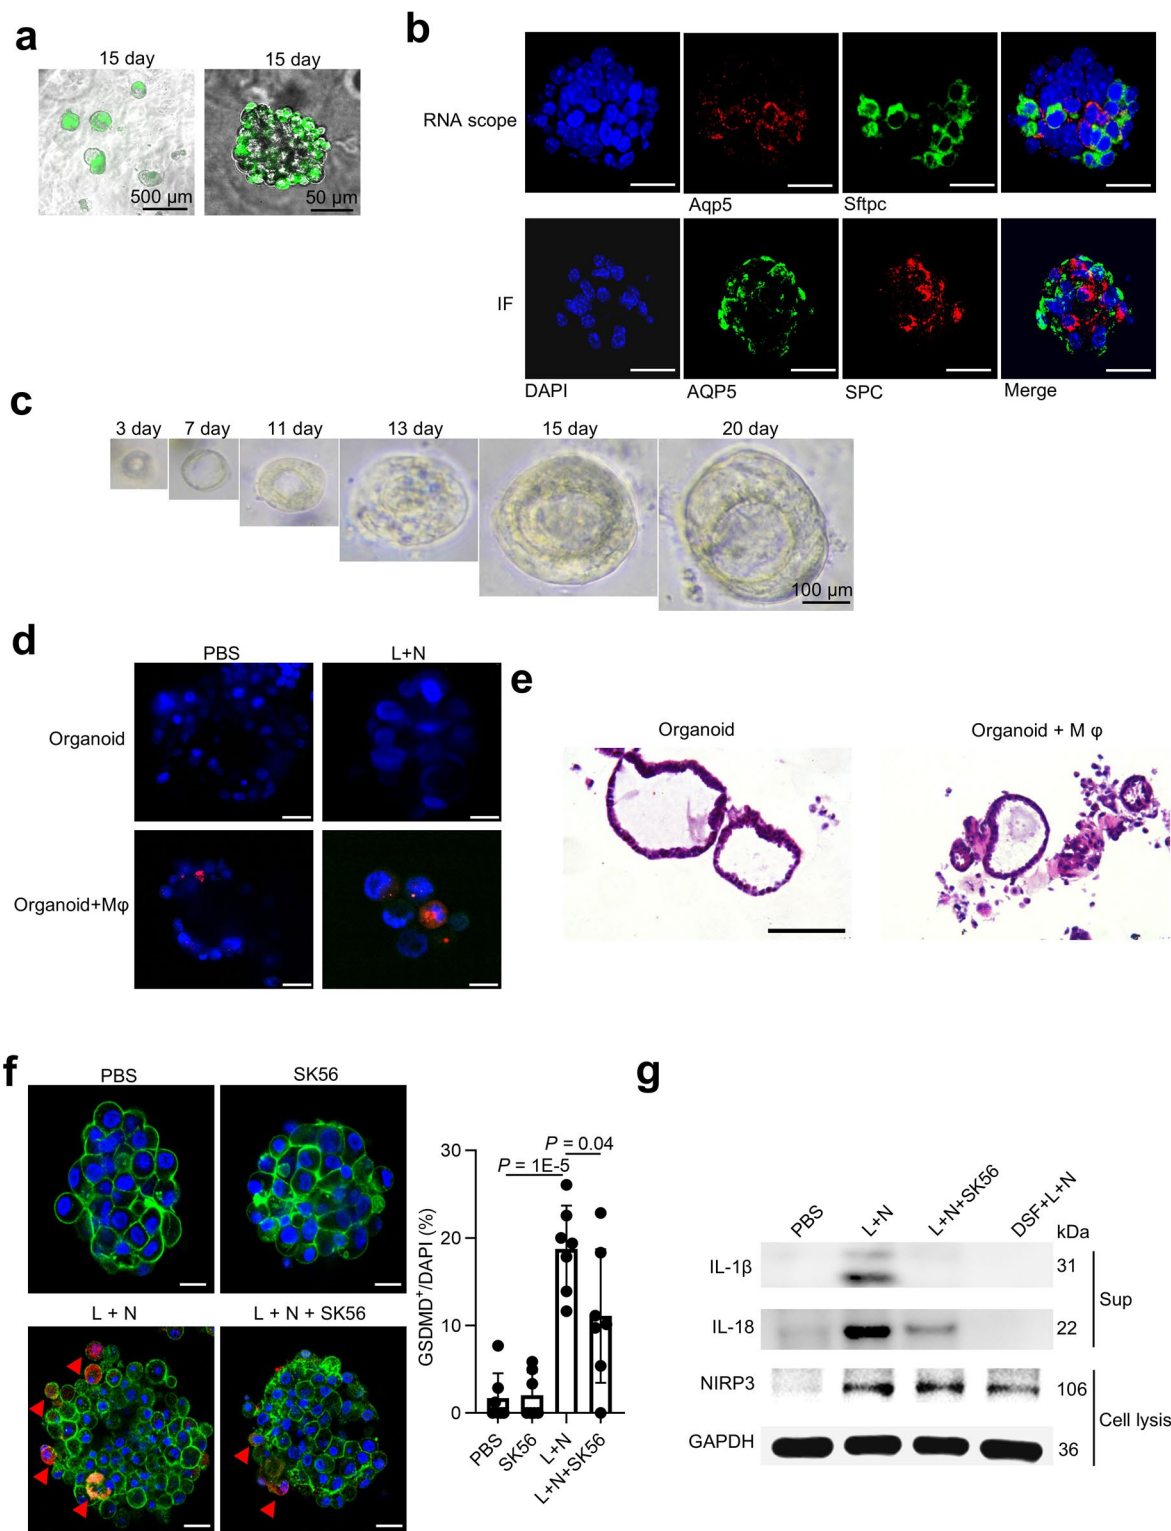 a
15 day
15 day
500 µm
50 µm
b
RNA scope
Aqp5
Sftpc
IF
DAPI
AQP5
SPC
Merge
c
3 day
7 day
11 day
13 day
15 day
20 day
100 µm
d
PBS
L+N
Organoid
Organoid+Mφ
e
Organoid
Organoid + M φ
f
PBS
SK56
L + N
L + N + SK56
GSDMD⁺/DAPI (%)
30
20
10
0
P = 1E-5
P = 0.04
PBS
SK56
L+N
L+N+SK56
g
PBS
L+N
L+N+SK56
DSF+L+N
kDa
IL-1β
31
IL-18
22
Sup
NIRP3
106
GAPDH
36
Cell lysis